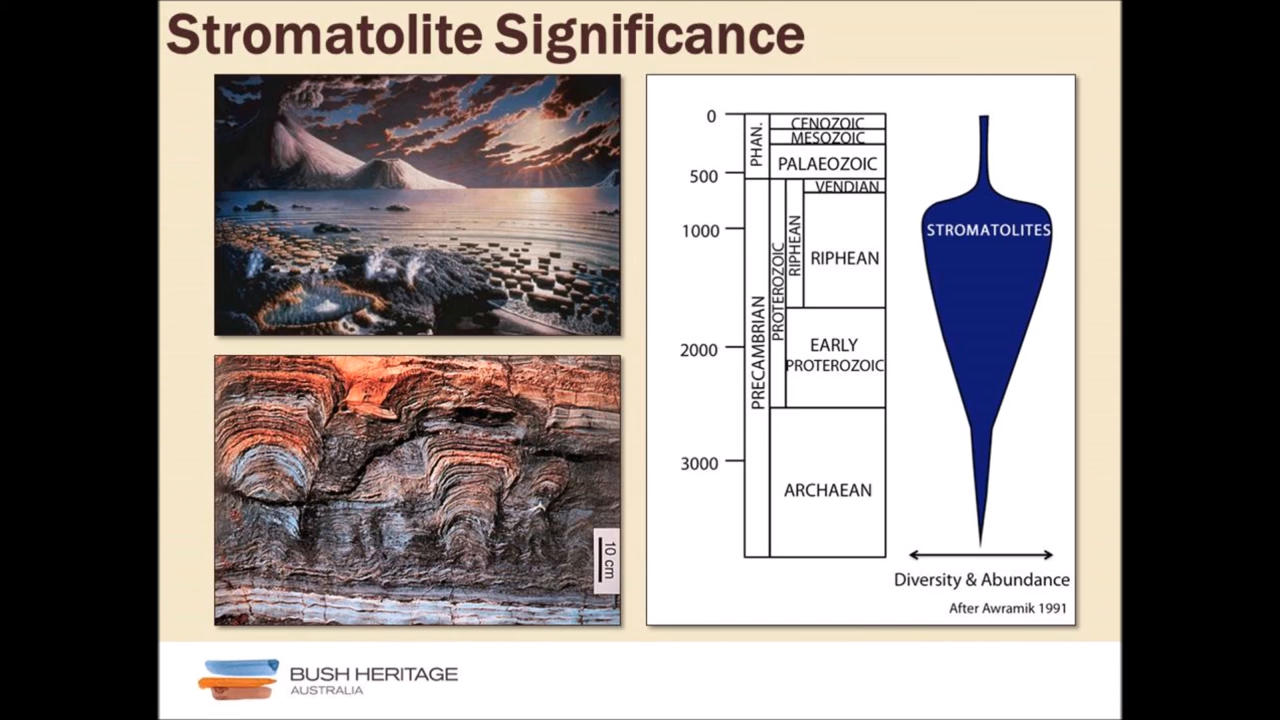 Stromatolite Significance
10 cm
0
500
1000
2000
3000
PHAN.
PRECAMBRIAN
PROTEROZOIC
RIPHEAN
CENOZOIC
MESOZOIC
PALAEOZOIC
VENDIAN
RIPHEAN
EARLY
PROTEROZOIC
ARCHAEAN
STROMATOLITES
Diversity & Abundance
After Awramik 1991
BUSH HERITAGE
AUSTRALIA